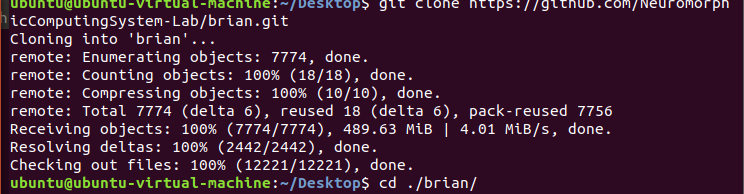 ubuntu@ubuntu-virtual-machine:~/Desktop$ git clone https://github.com/Neuromorph
icComputingSystem-Lab/brian.git
Cloning into 'brian'...
remote: Enumerating objects: 7774, done.
remote: Counting objects: 100% (18/18), done.
remote: Compressing objects: 100% (10/10), done.
remote: Total 7774 (delta 6), reused 18 (delta 6), pack-reused 7756
Receiving objects: 100% (7774/7774), 489.63 MiB | 4.01 MiB/s, done.
Resolving deltas: 100% (2442/2442), done.
Checking out files: 100% (12221/12221), done.
ubuntu@ubuntu-virtual-machine:~/Desktop$ cd ./brian/